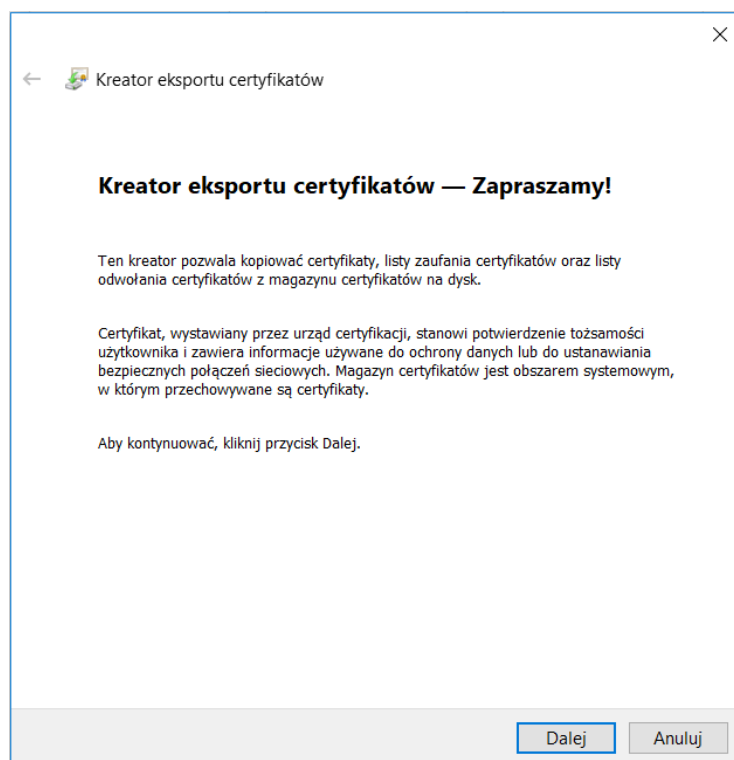 Kreator eksportu certyfikatów
Kreator eksportu certyfikatów — Zapraszamy!
Ten kreator pozwala kopiować certyfikaty, listy zaufania certyfikatów oraz listy
odwołania certyfikatów z magazynu certyfikatów na dysk.
Certyfikat, wystawiany przez urząd certyfikacji, stanowi potwierdzenie tożsamości
użytkownika i zawiera informacje używane do ochrony danych lub do ustanawiania
bezpiecznych połączeń sieciowych. Magazyn certyfikatów jest obszarem systemowym,
w którym przechowywane są certyfikaty.
Aby kontynuować, kliknij przycisk Dalej.
Dalej
Anuluj